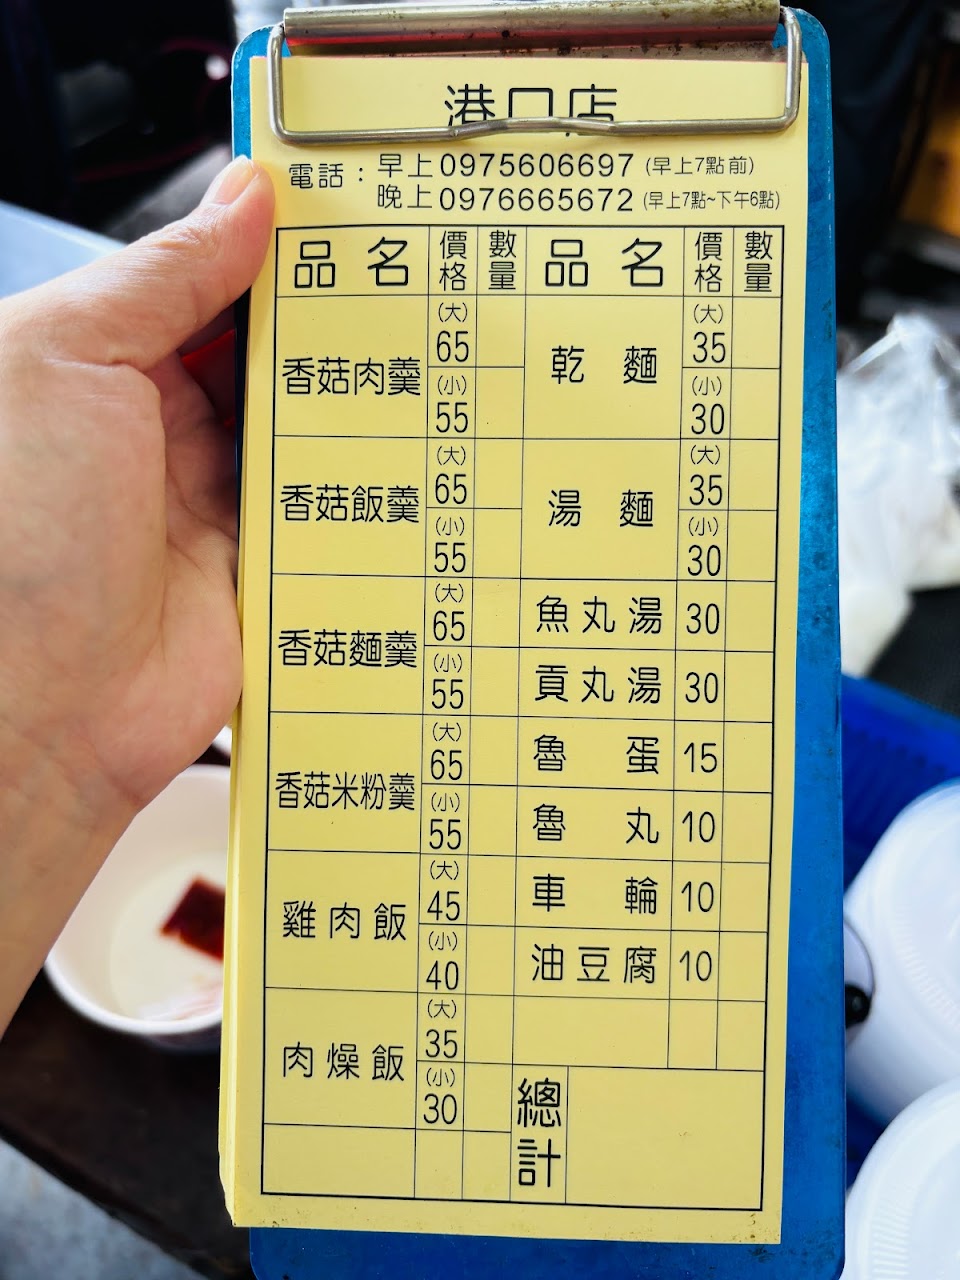 港口店
電話：早上0975606697(早上7點前)
晚上0976665672(早上7點~下午6點)
品名 價格 數量 品名 價格 數量
香菇肉羹 (大)65 (小)55 乾麵 (大)35 (小)30
香菇飯羹 (大)65 (小)55 湯麵 (大)35 (小)30
香菇麵羹 (大)65 (小)55 魚丸湯 30
貢丸湯 30
香菇米粉羹 (大)65 (小)55 魯蛋 15
魯丸 10
雞肉飯 (大)45 (小)40 車輪 10
油豆腐 10
肉燥飯 (大)35 (小)30
總計